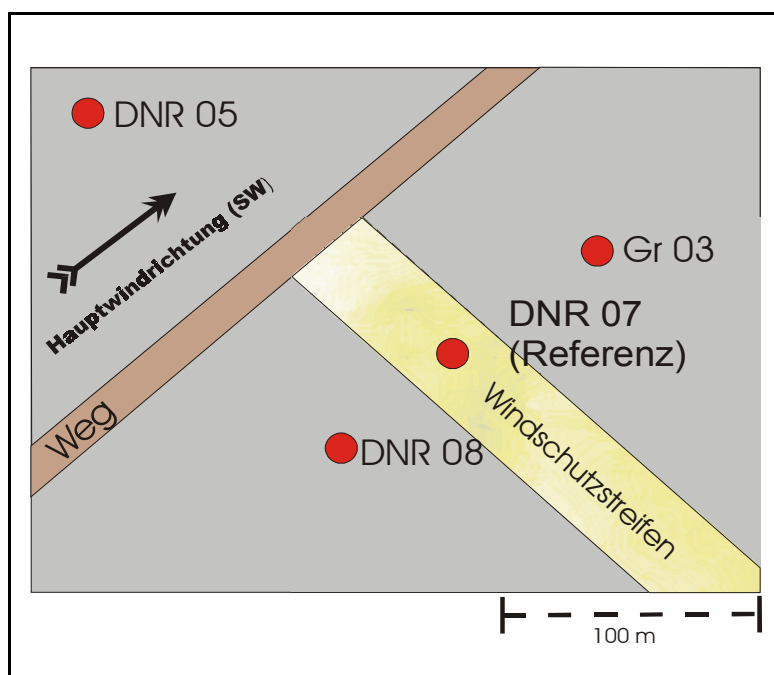 DNR 05
Hauptwindrichtung (SW)
Gr 03
DNR 07
(Referenz)
Weg
DNR 08
Windschutzstreifen
100 m